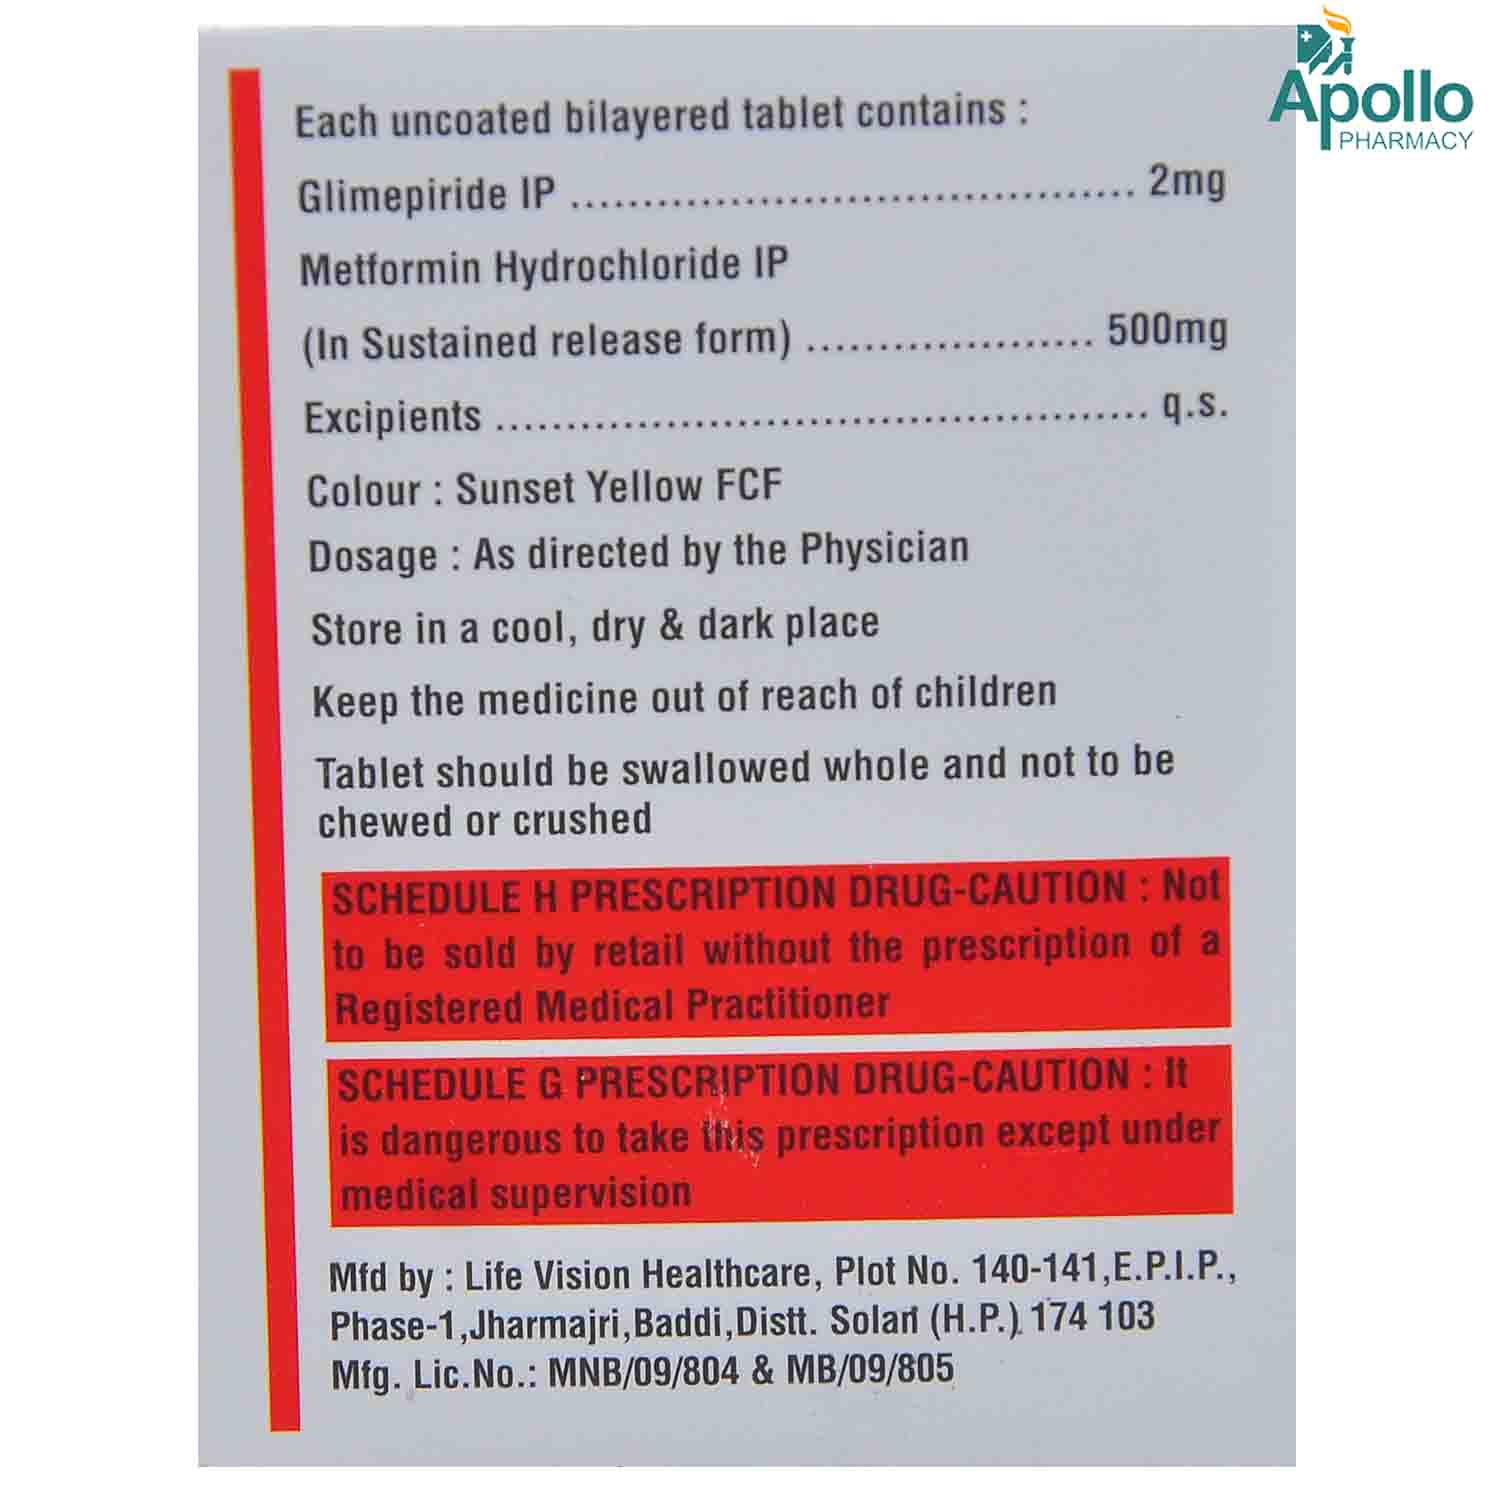 Apollo
PHARMACY
Each uncoated bilayered tablet contains :
Glimepiride IP ....................................... 2mg
Metformin Hydrochloride IP
(In Sustained release form) .................... 500mg
Excipients ............................................. q.s.
Colour : Sunset Yellow FCF
Dosage : As directed by the Physician
Store in a cool, dry & dark place
Keep the medicine out of reach of children
Tablet should be swallowed whole and not to be
chewed or crushed
SCHEDULE H PRESCRIPTION DRUG-CAUTION : Not
to be sold by retail without the prescription of a
Registered Medical Practitioner
SCHEDULE G PRESCRIPTION DRUG-CAUTION : It
is dangerous to take this prescription except under
medical supervision
Mfd by : Life Vision Healthcare, Plot No. 140-141,E.P.I.P.,
Phase-1,Jharmajri,Baddi,Distt. Solan (H.P.) 174 103
Mfg. Lic.No.: MNB/09/804 & MB/09/805